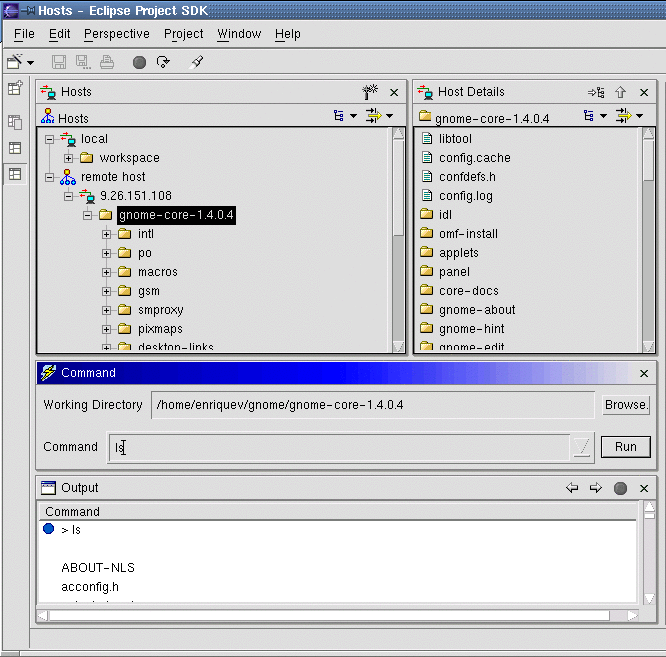 Hosts - Eclipse Project SDK
File Edit Perspective Project Window Help
Hosts
Hosts
local
workspace
remote host
9.26.151.108
gnome-core-1.4.0.4
intl
po
macros
gsm
smproxy
pixmaps
desktop-links
Host Details
gnome-core-1.4.0.4
libtool
config.cache
confdefs.h
config.log
idl
omf-install
applets
panel
core-docs
gnome-about
gnome-hint
gnome-edit
Command
Working Directory /home/enriquev/gnome/gnome-core-1.4.0.4 Browse.
Command ls Run
Output
Command
> ls
ABOUT-NLS
acconfig.h